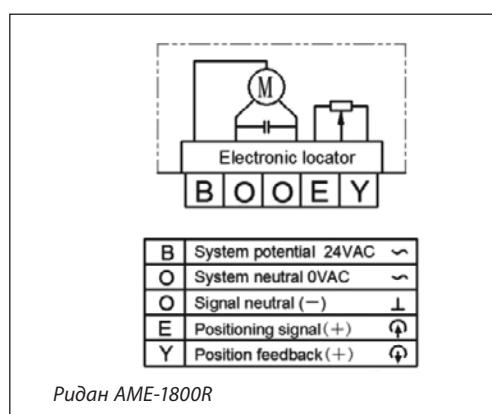 M
Electronic locator
B O O E Y
B System potential 24VAC ∼
O System neutral 0VAC ∼
O Signal neutral (—) ⊥
E Positioning signal(+)
Y Position feedback(+)
Ридан AME-1800R